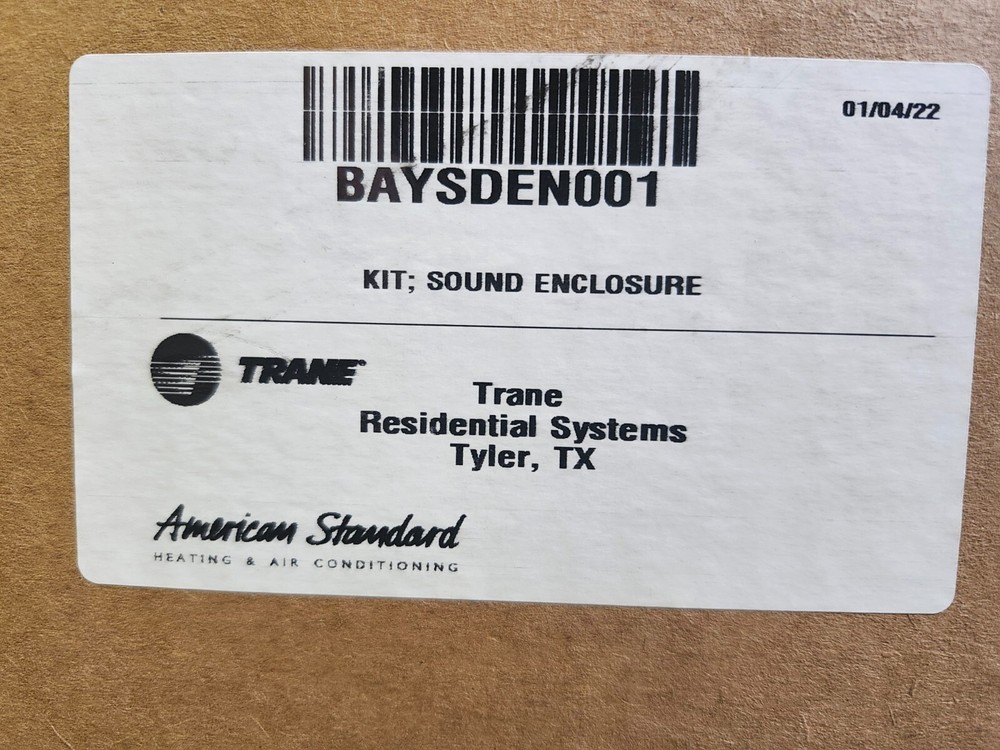 01/04/22
BAYSDEN001
KIT; SOUND ENCLOSURE
TRANE®
Trane
Residential Systems
Tyler, TX
American Standard
HEATING & AIR CONDITIONING